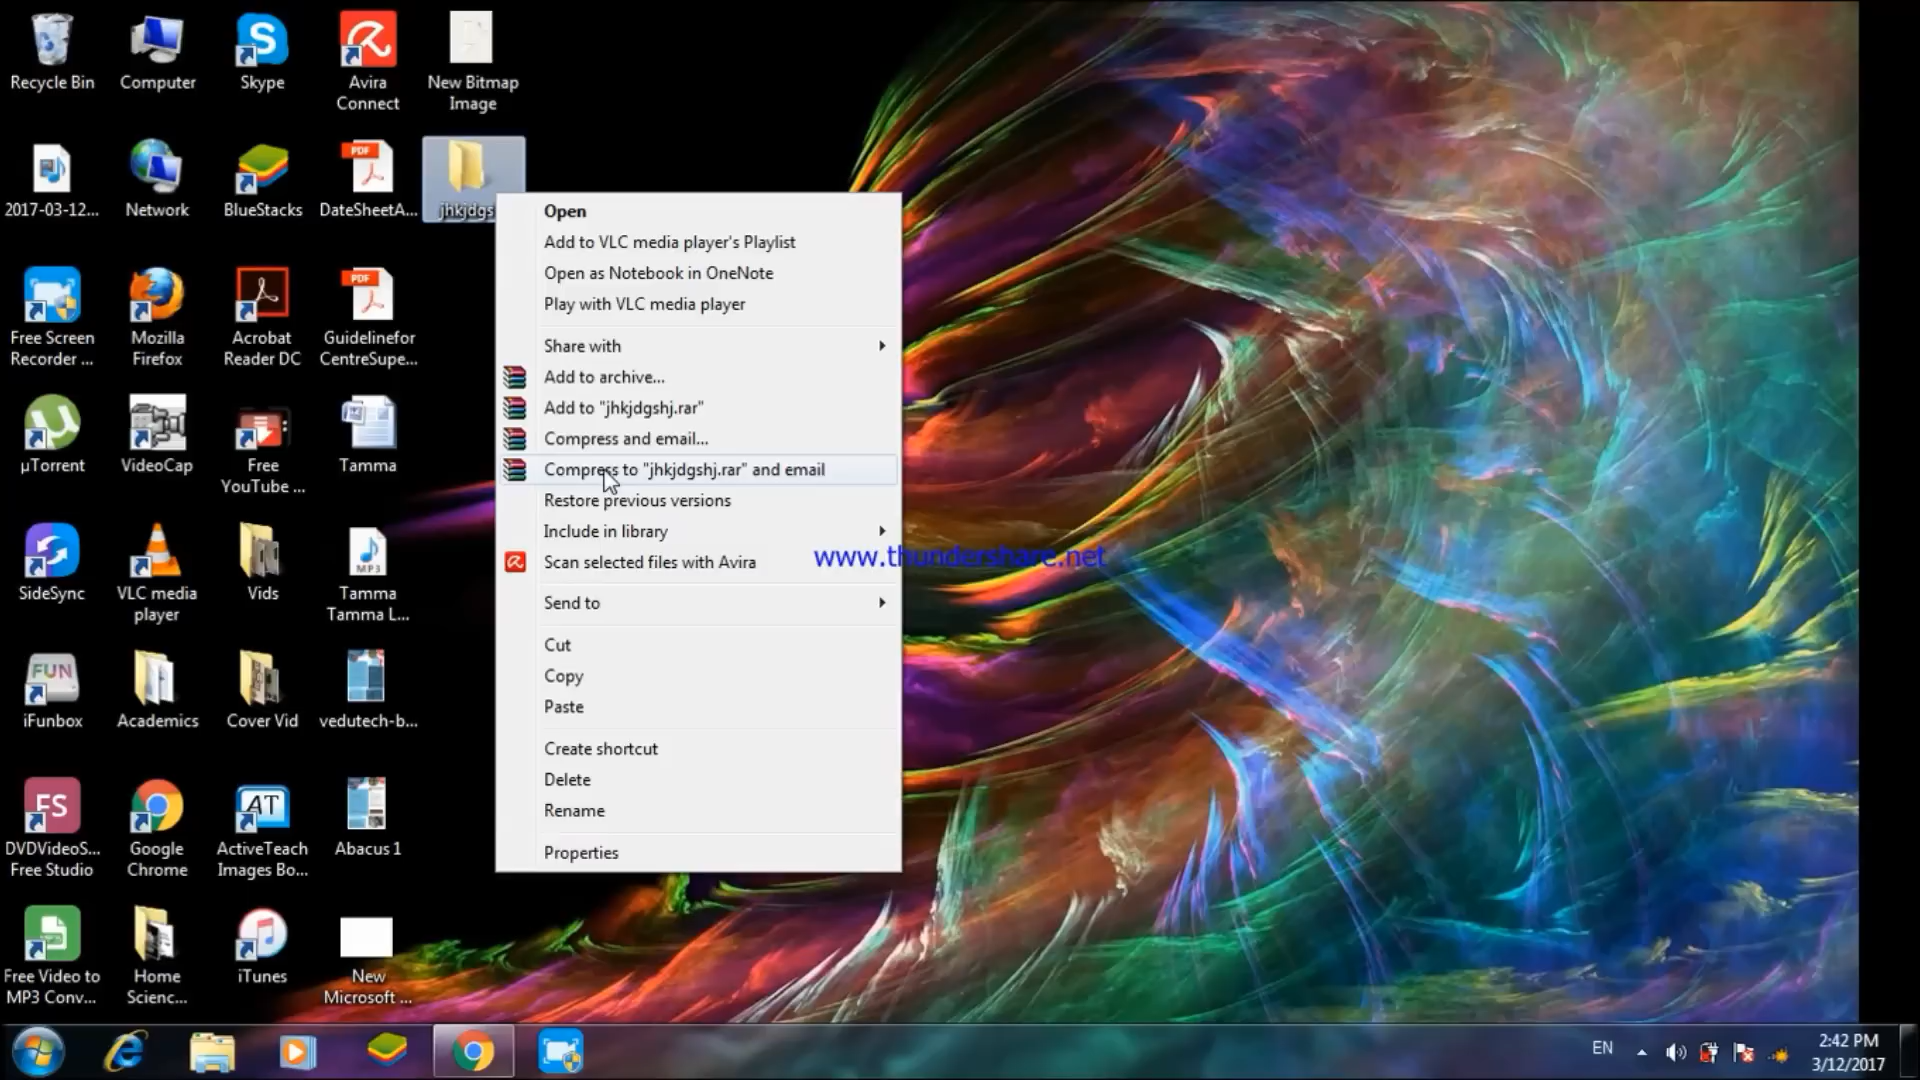 Recycle Bin
Computer
Skype
Avira
Connect
New Bitmap
Image
2017-03-12...
Network
BlueStacks
PDF
DateSheetA...
jhkjdgs
Free Screen
Recorder ...
Mozilla
Firefox
Acrobat
Reader DC
PDF
Guidelinefor
CentreSupe...
µTorrent
VideoCap
Free
YouTube ...
Tamma
SideSync
VLC media
player
Vids
MP3
Tamma
Tamma L...
FUN
iFunbox
Academics
Cover Vid
vedutech-b...
FS
DVDVideoS...
Free Studio
Google
Chrome
AT
ActiveTeach
Images Bo...
Abacus 1
Free Video to
MP3 Conv...
Home
Scienc...
iTunes
New
Microsoft ...
Open
Add to VLC media player's Playlist
Open as Notebook in OneNote
Play with VLC media player
Share with
Add to archive...
Add to "jhkjdgshj.rar"
Compress and email...
Compress to "jhkjdgshj.rar" and email
Restore previous versions
Include in library
Scan selected files with Avira
Send to
Cut
Copy
Paste
Create shortcut
Delete
Rename
Properties
www.thundershare.net
EN
2:42 PM
3/12/2017